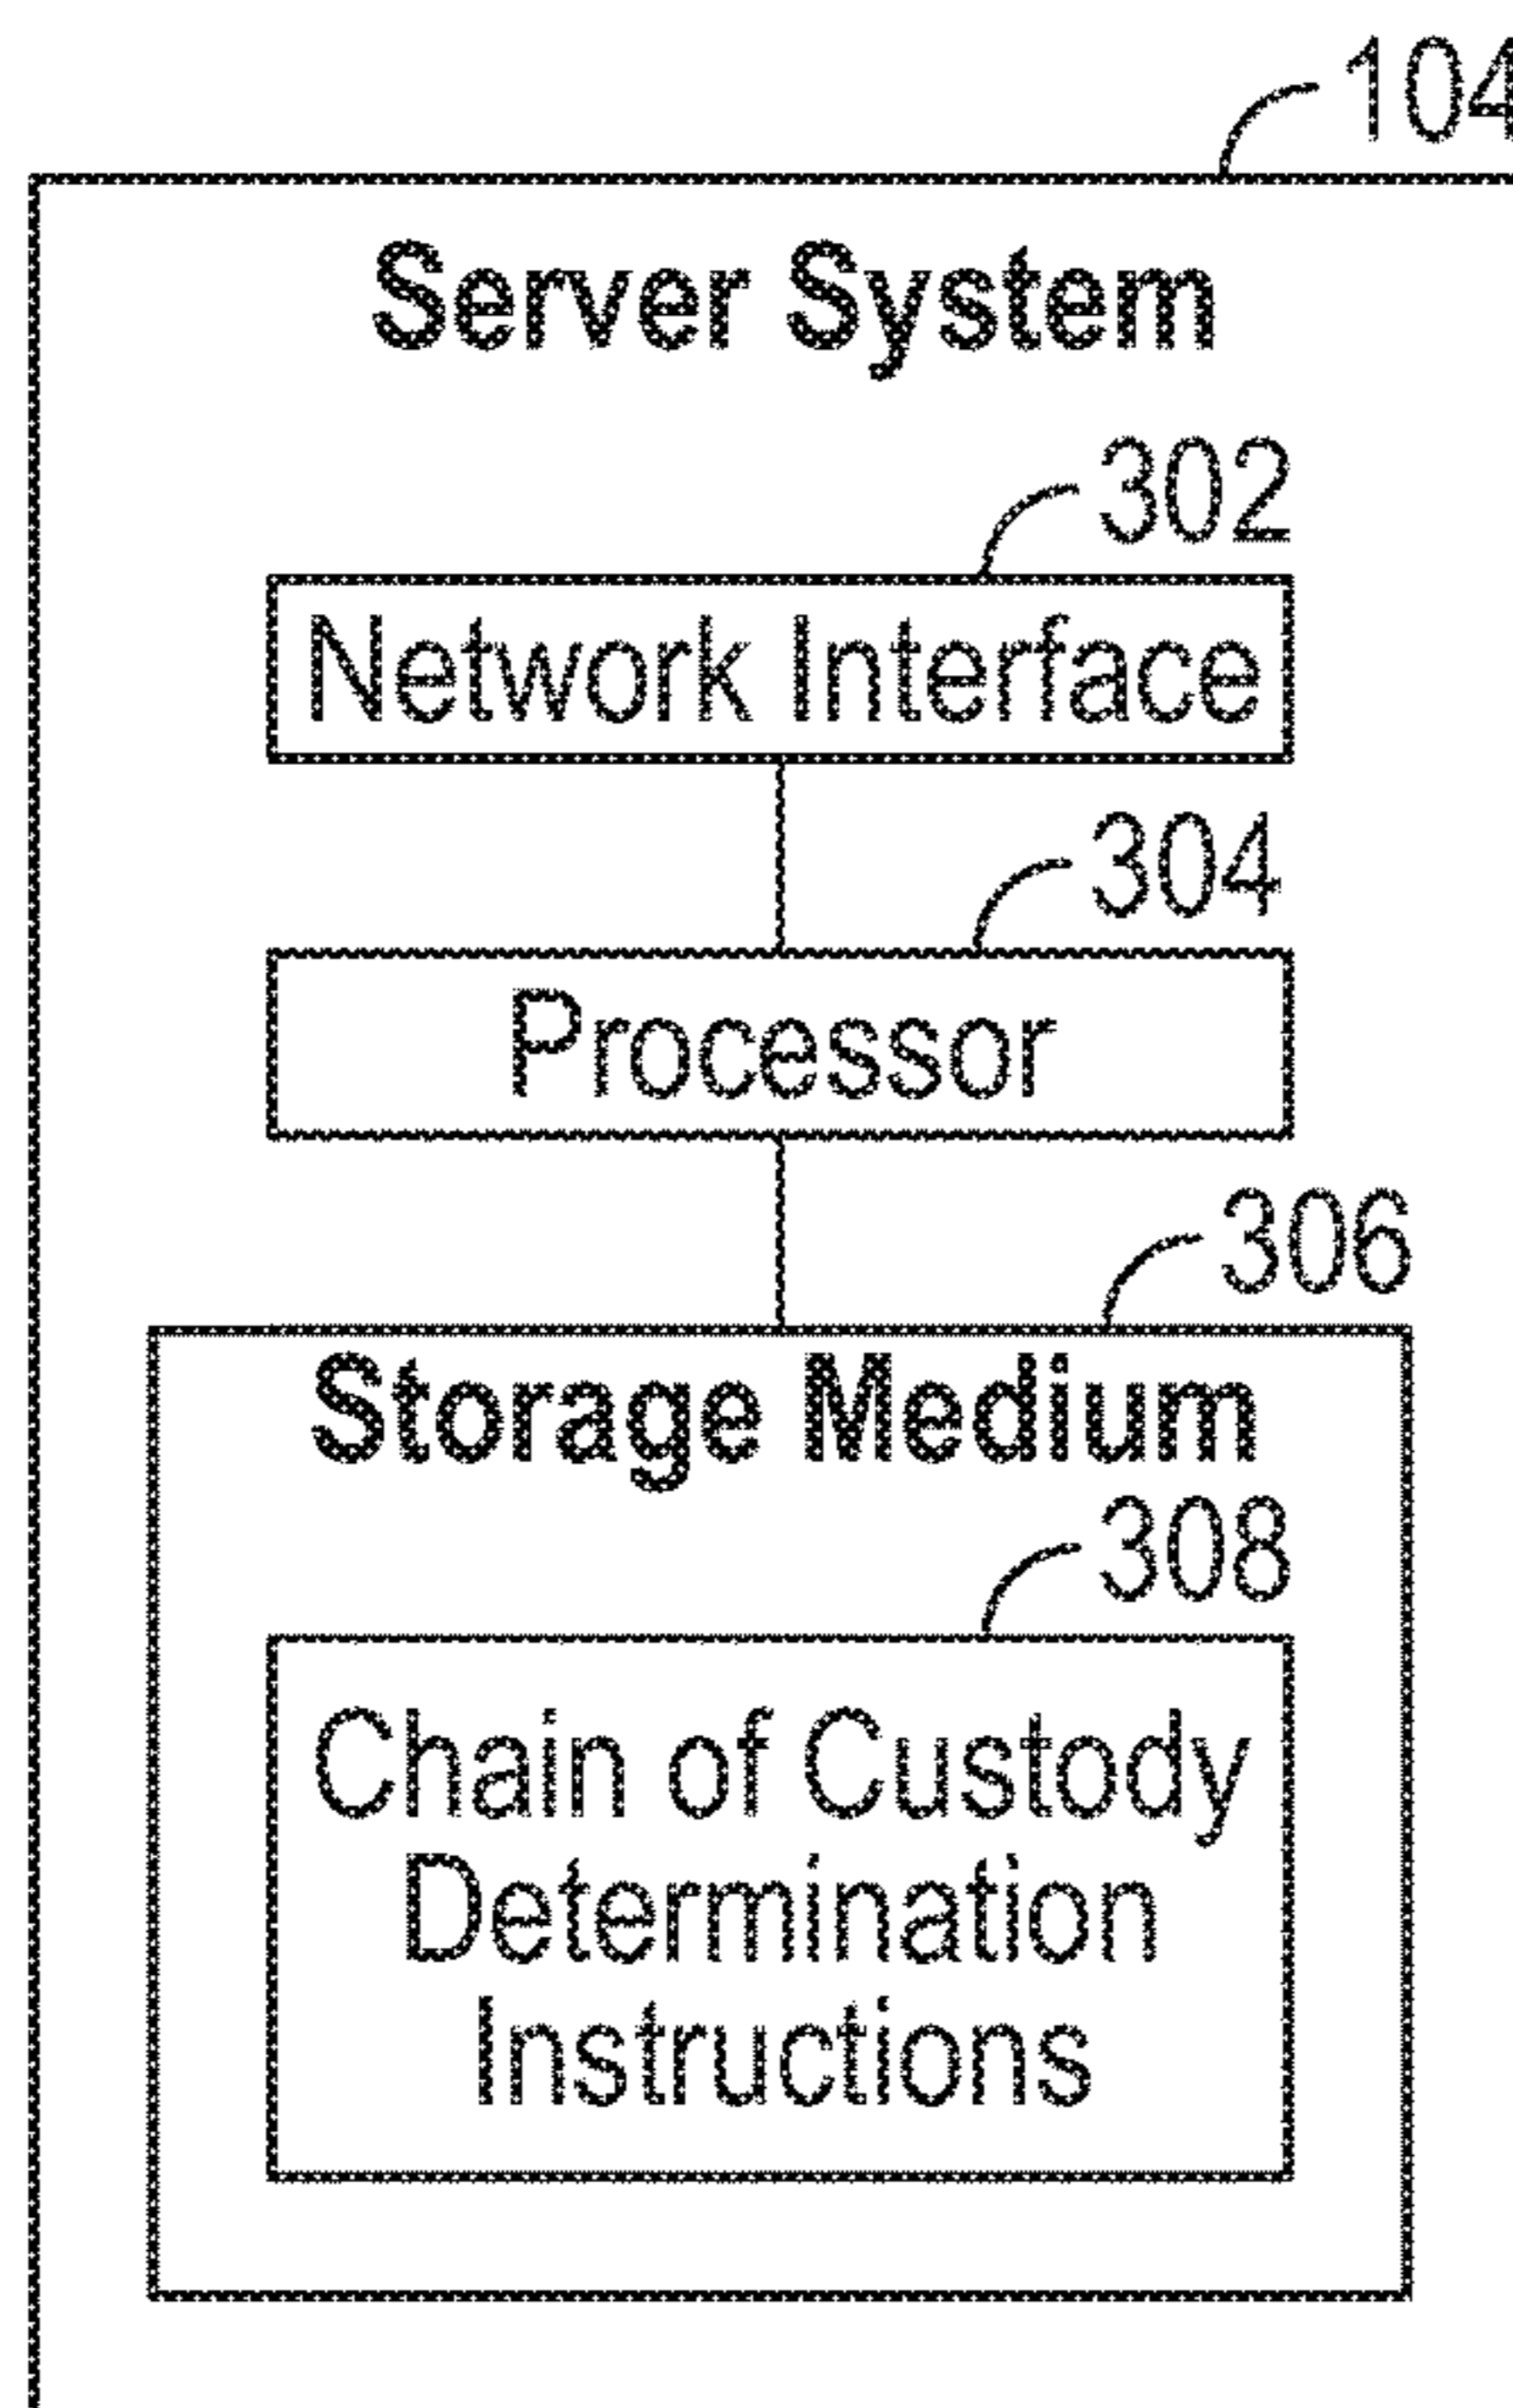 104
Server System
302
Network Interface
304
Processor
306
Storage Medium
308
Chain of Custody
Determination
Instructions